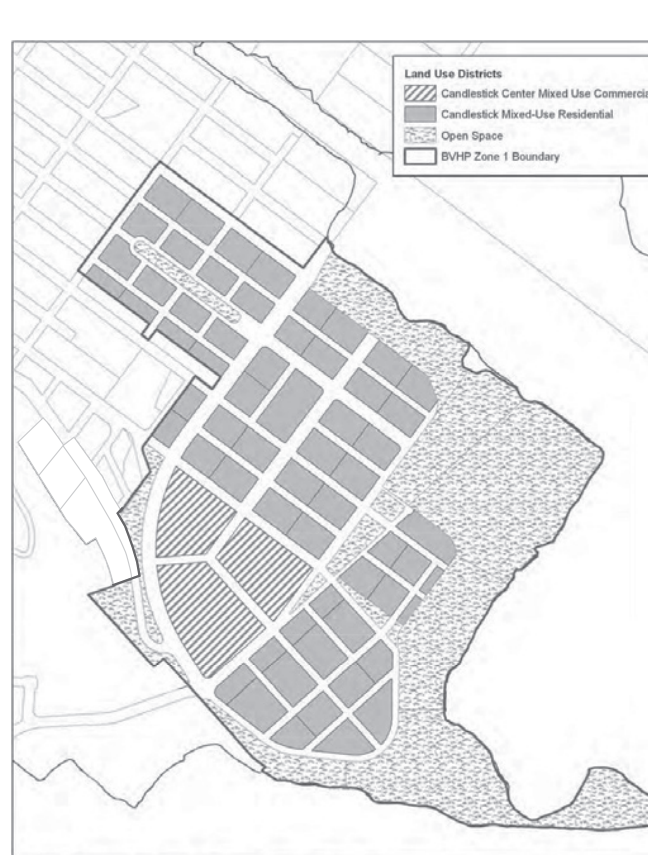 Land Use Districts
Candlestick Center Mixed Use Commercia
Candlestick Mixed-Use Residential
Open Space
BVHP Zone 1 Boundary